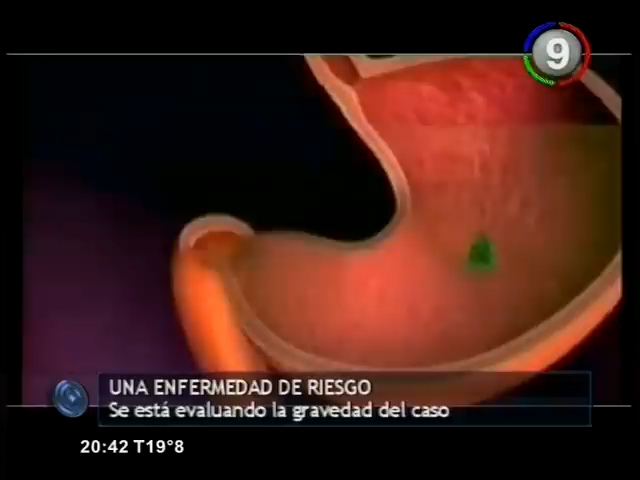 9
UNA ENFERMEDAD DE RIESGO
Se está evaluando la gravedad del caso
20:42 T19°8